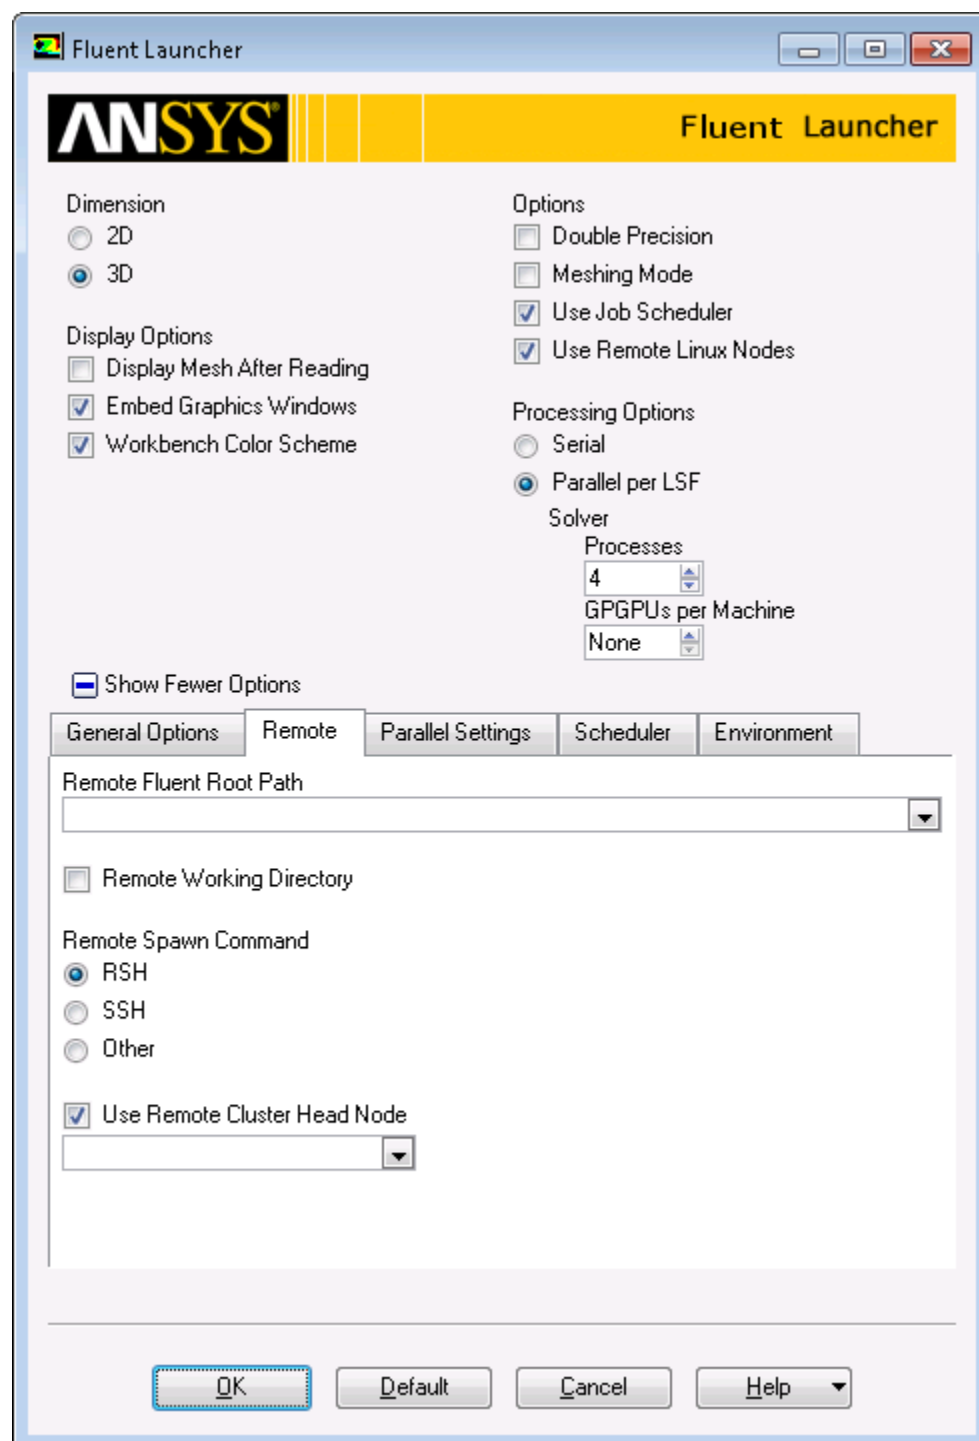 Fluent Launcher
ANSYS®
Fluent Launcher
Dimension
2D
3D
Display Options
Display Mesh After Reading
Embed Graphics Windows
Workbench Color Scheme
Options
Double Precision
Meshing Mode
Use Job Scheduler
Use Remote Linux Nodes
Processing Options
Serial
Parallel per LSF
Solver
Processes
4
GPGPUs per Machine
None
Show Fewer Options
General Options Remote Parallel Settings Scheduler Environment
Remote Fluent Root Path
Remote Working Directory
Remote Spawn Command
RSH
SSH
Other
Use Remote Cluster Head Node
OK Default Cancel Help